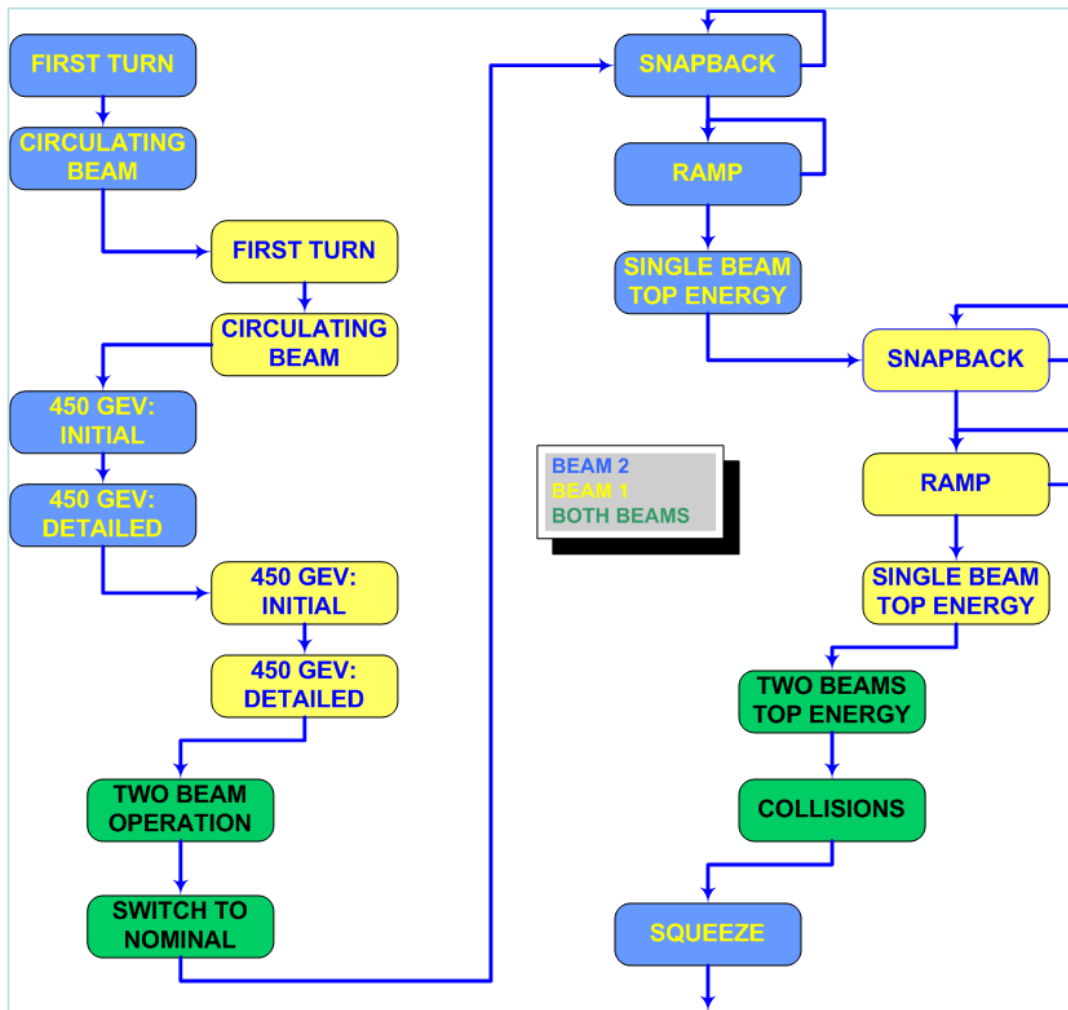 FIRST TURN
CIRCULATING
BEAM
FIRST TURN
CIRCULATING
BEAM
450 GEV:
INITIAL
450 GEV:
DETAILED
450 GEV:
INITIAL
450 GEV:
DETAILED
TWO BEAM
OPERATION
SWITCH TO
NOMINAL
SNAPBACK
RAMP
SINGLE BEAM
TOP ENERGY
SNAPBACK
RAMP
SINGLE BEAM
TOP ENERGY
TWO BEAMS
TOP ENERGY
COLLISIONS
SQUEEZE
BEAM 2
BEAM 1
BOTH BEAMS